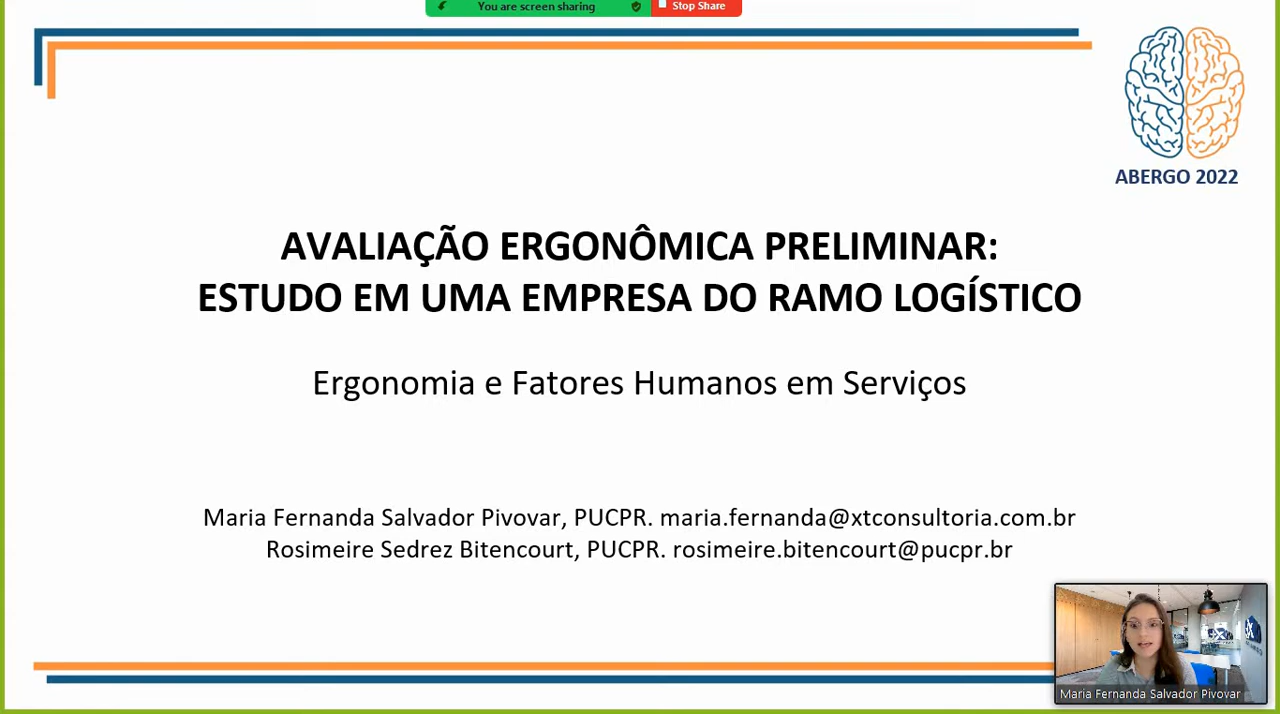 You are screen sharing
Stop Share
ABERGO 2022
AVALIAÇÃO ERGONÔMICA PRELIMINAR:
ESTUDO EM UMA EMPRESA DO RAMO LOGÍSTICO
Ergonomia e Fatores Humanos em Serviços
Maria Fernanda Salvador Pivovar, PUCPR. maria.fernanda@xtconsultoria.com.br
Rosimeire Sedrez Bitencourt, PUCPR. rosimeire.bitencourt@pucpr.br
Maria Fernanda Salvador Pivovar